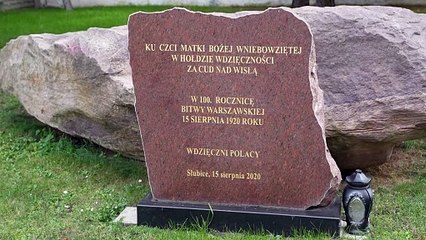 KU CZCI MATKI BOŻEJ WNIEBOWZIĘTEJ
W HOŁDZIE WDZIĘCZNOŚCI
ZA CUD NAD WISŁĄ
W 100. ROCZNICĘ
BITWY WARSZAWSKIEJ
15 SIERPNIA 1920 ROKU
WDZIĘCZNI POLACY
Słubice, 15 sierpnia 2020